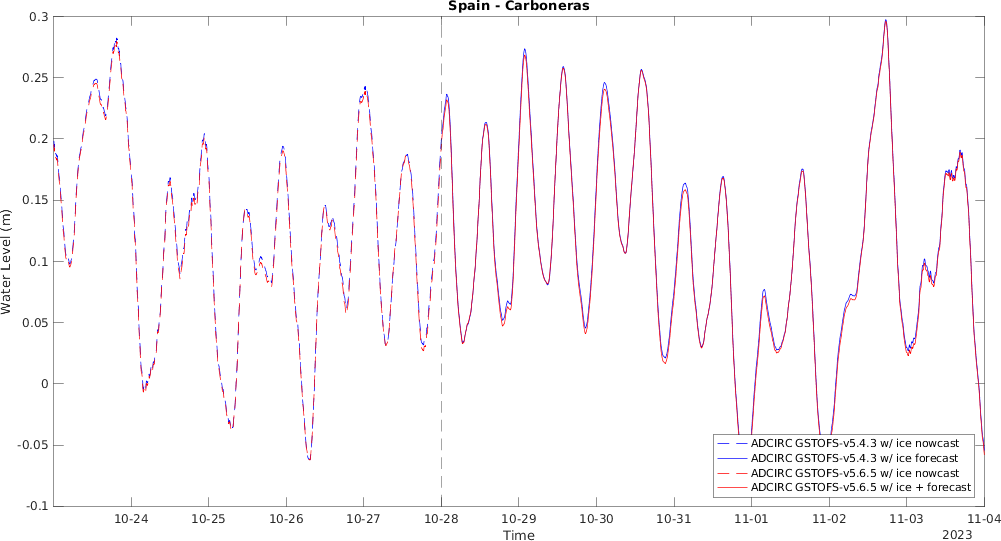 Spain - Carboneras
0.3
0.25
0.2
0.15
0.1
0.05
0
-0.05
-0.1
Water Level (m)
ADCIRC GSTOFS-v5.4.3 w/ ice nowcast
ADCIRC GSTOFS-v5.4.3 w/ ice forecast
ADCIRC GSTOFS-v5.6.5 w/ ice nowcast
ADCIRC GSTOFS-v5.6.5 w/ ice + forecast
10-24 10-25 10-26 10-27 10-28 10-29 10-30 10-31 11-01 11-02 11-03 11-04
Time
2023